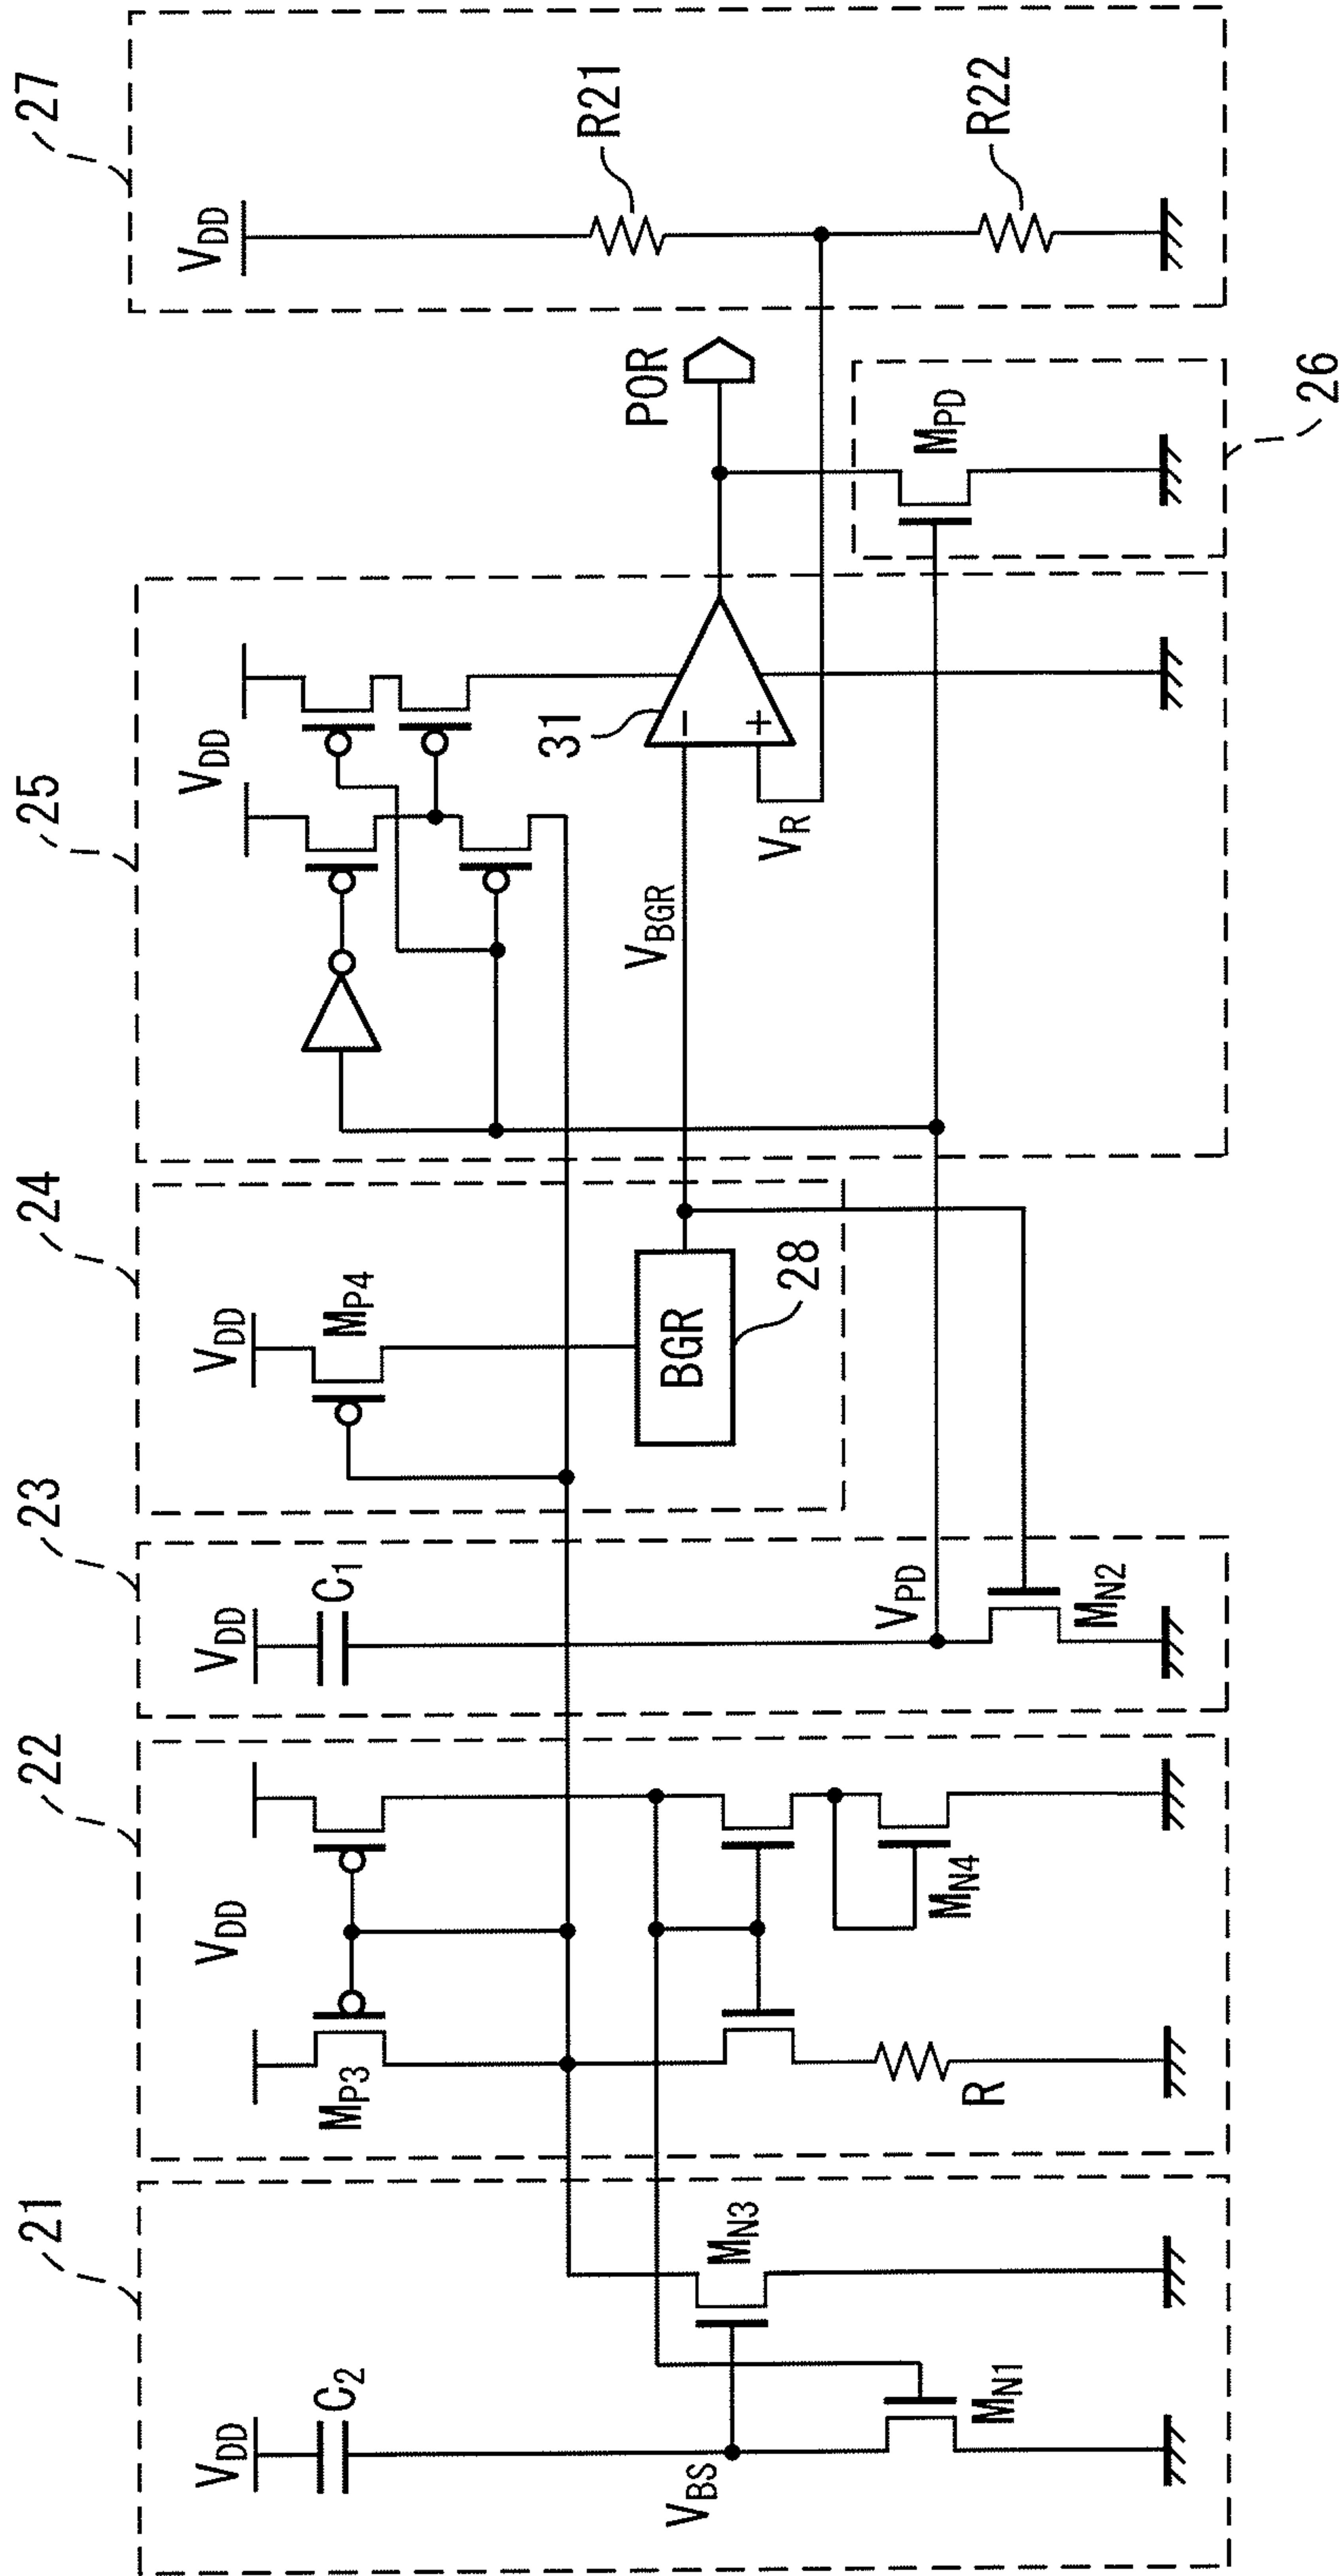 21
22
23
24
25
26
27
VDD
C2
VBS
MN1
MN3
VDD
MP3
R
MN4
VDD
C1
VPD
MN2
VDD
MP4
BGR
28
VDD
VBGR
VR
31
−
+
POR
MPD
VDD
R21
R22